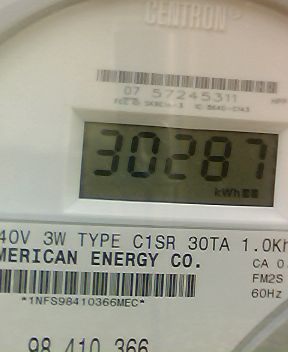 CENTRON®
07 57245311
30287
kWh
40V 3W TYPE C1SR 30TA 1.0Kh
MERICAN ENERGY CO.
CA 0.
FM2S
*1NFS98410366MEC*
60Hz
98 410 366